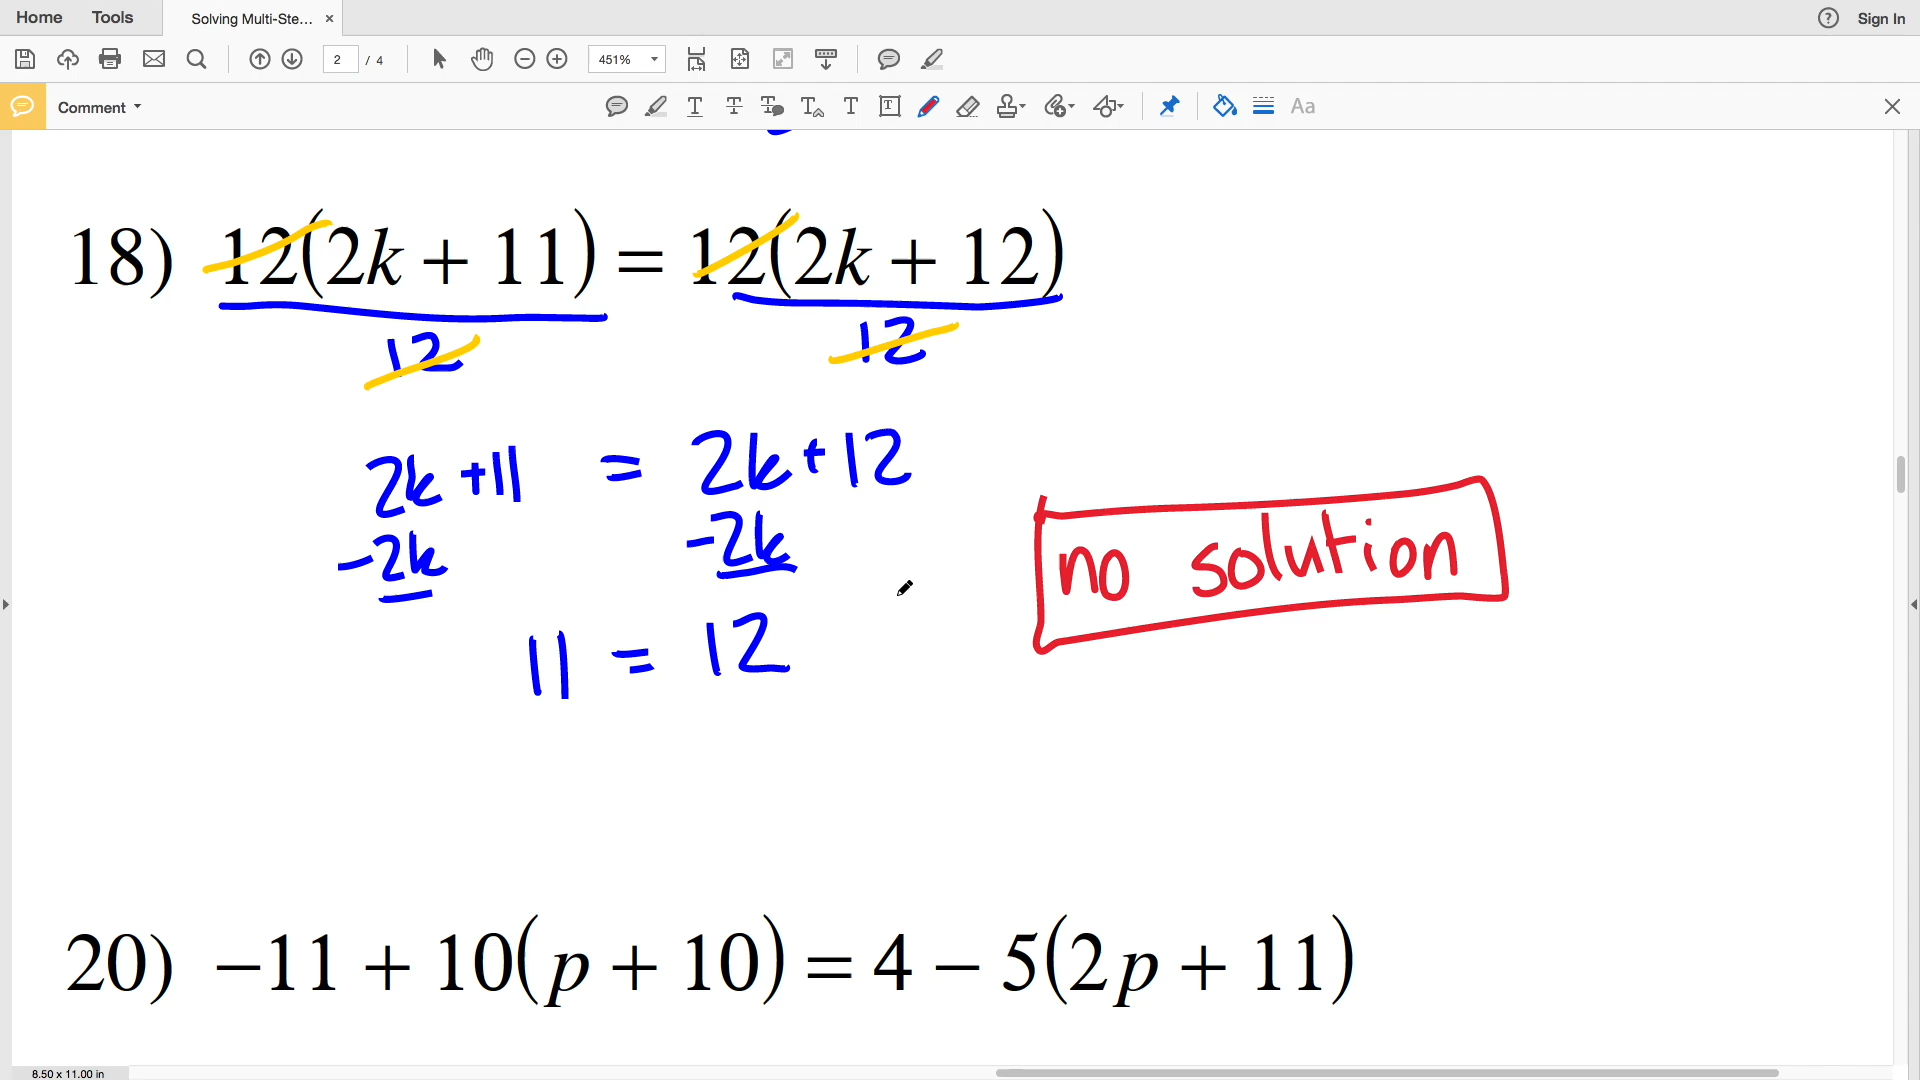 Home Tools Solving Multi-Ste... × ? Sign In
2 / 4 451%
Comment T T T T T T Aa
18) 12(2k + 11) = 12(2k + 12)
12 12
2k +11 = 2k + 12
-2k -2k
no solution
11 = 12
20) −11 + 10(p + 10) = 4 − 5(2p + 11)
8.50 x 11.00 in